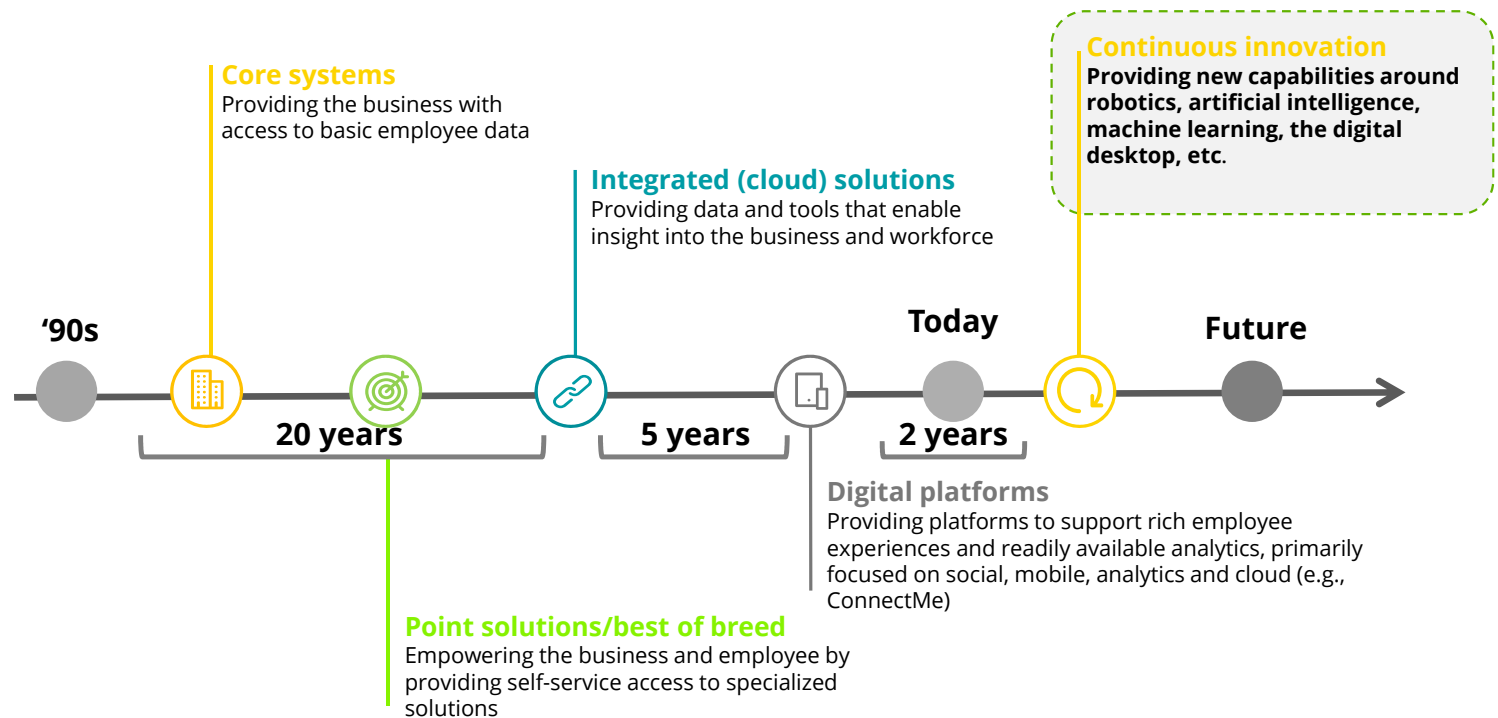 Core systems
Providing the business with
access to basic employee data
Integrated (cloud) solutions
Providing data and tools that enable
insight into the business and workforce
Continuous innovation
Providing new capabilities around
robotics, artificial intelligence,
machine learning, the digital
desktop, etc.
‘90s
Today
Future
20 years
5 years
2 years
Digital platforms
Providing platforms to support rich employee
experiences and readily available analytics, primarily
focused on social, mobile, analytics and cloud (e.g.,
ConnectMe)
Point solutions/best of breed
Empowering the business and employee by
providing self-service access to specialized
solutions